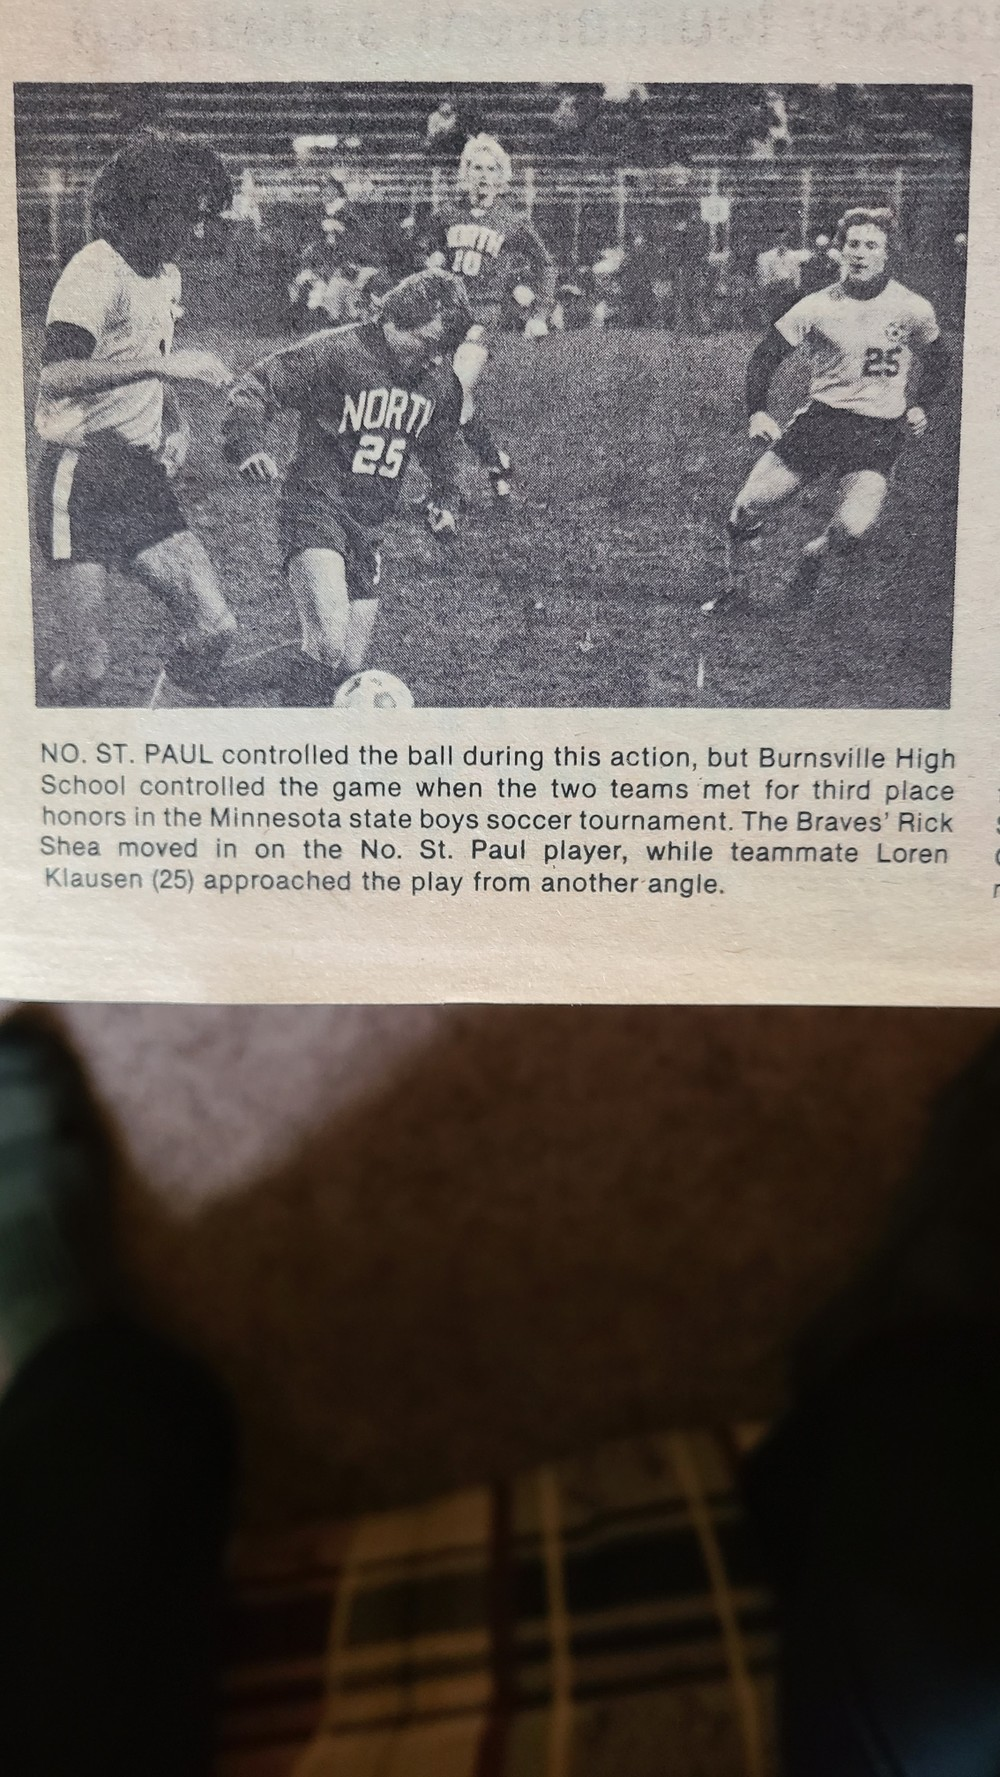 NORTH
10
25
NORTH
25
NO. ST. PAUL controlled the ball during this action, but Burnsville High
School controlled the game when the two teams met for third place
honors in the Minnesota state boys soccer tournament. The Braves' Rick
Shea moved in on the No. St. Paul player, while teammate Loren
Klausen (25) approached the play from another angle.